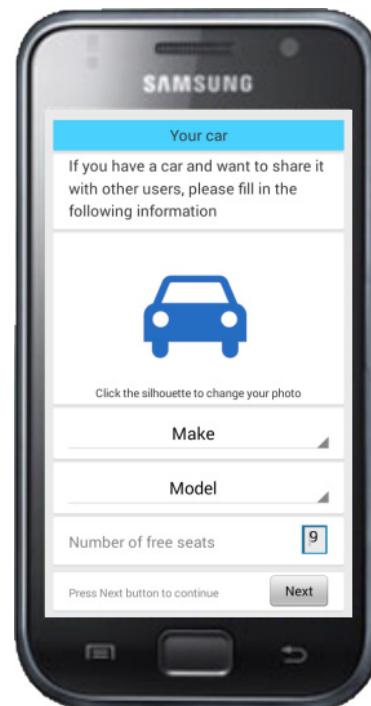 SAMSUNG
Your car
If you have a car and want to share it
with other users, please fill in the
following information
Click the silhouette to change your photo
Make
Model
Number of free seats 9
Press Next button to continue Next